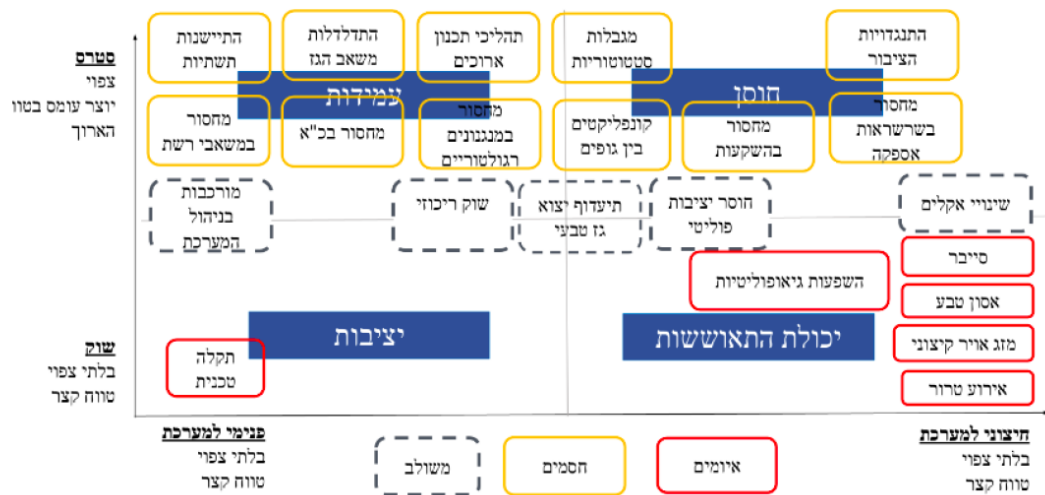 סטרס
צפוי
יוצר עומס בטוו
הארוך
התנגדויות
הציבור
מגבלות
סטטוטוריות
תהליכי תכנון
ארוכים
התדלדלות
משאב הגז
התיישנות
תשתיות
חוסן
עמידות
מחסור
בשרשראות
אספקה
מחסור
בהשקעות
קונפליקטים
בין גופים
מחסור
במנגנונים
רגולטוריים
מחסור בכ"א
מחסור
במשאבי רשת
שינויי אקלים
חוסר יציבות
פוליטי
תיעדוף יצוא
גז טבעי
שוק ריכוזי
מורכבות
בניהול
המערכת
סייבר
השפעות גיאופוליטיות
אסון טבע
מזג אויר קיצוני
אירוע טרור
יכולת התאוששות
יציבות
תקלה
טכנית
שוק
בלתי צפוי
טווח קצר
חיצוני למערכת
בלתי צפוי
טווח קצר
פנימי למערכת
בלתי צפוי
טווח קצר
איומים
חסמים
משולב